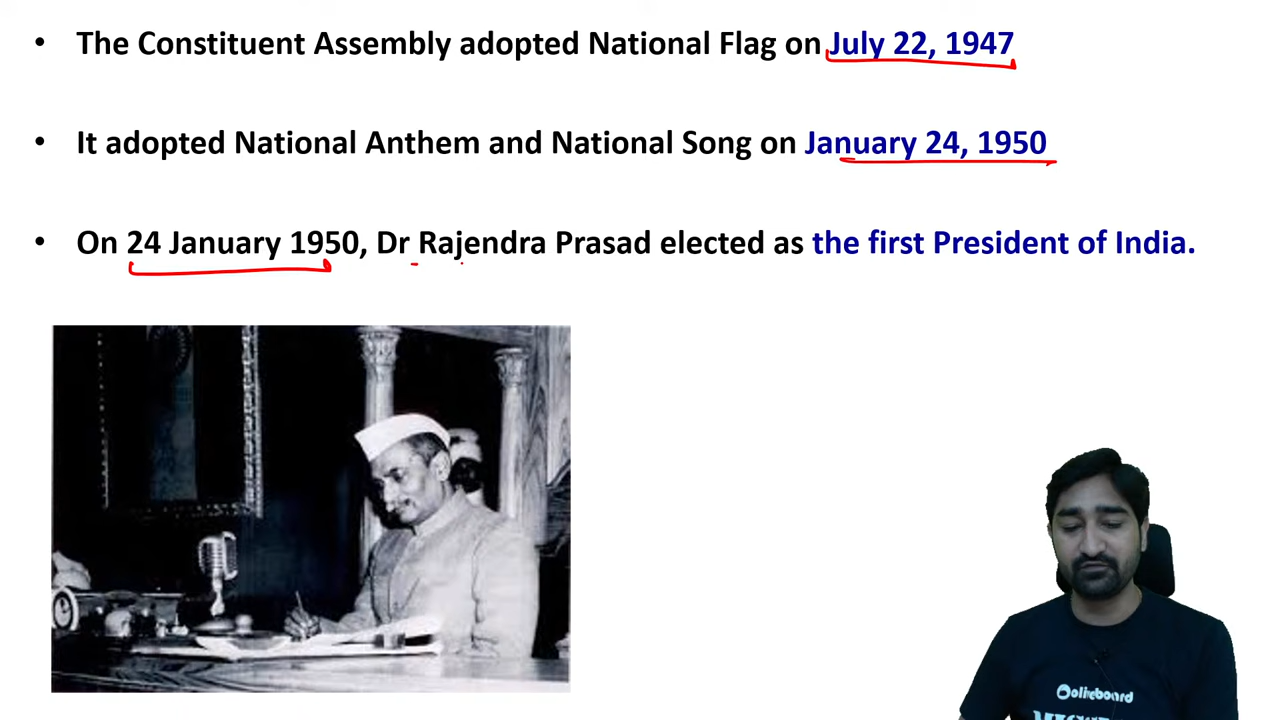 • The Constituent Assembly adopted National Flag on July 22, 1947
• It adopted National Anthem and National Song on January 24, 1950
• On 24 January 1950, Dr Rajendra Prasad elected as the first President of India.
oliveboard